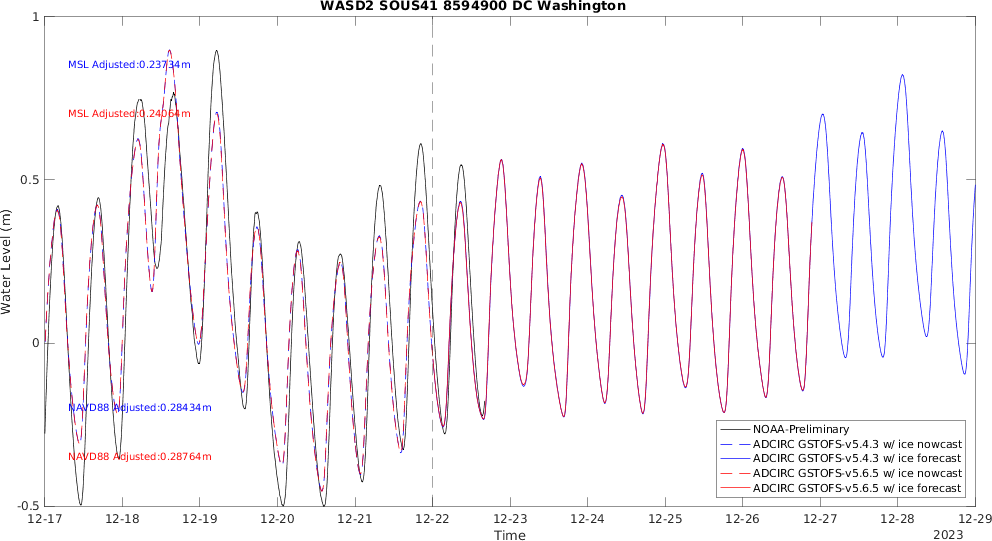 WASD2 SOUS41 8594900 DC Washington
1
MSL Adjusted:0.23734m
MSL Adjusted:0.24064m
0.5
Water Level (m)
0
NAVD88 Adjusted:0.28434m
NAVD88 Adjusted:0.28764m
NOAA-Preliminary
ADCIRC GSTOFS-v5.4.3 w/ ice nowcast
ADCIRC GSTOFS-v5.4.3 w/ ice forecast
ADCIRC GSTOFS-v5.6.5 w/ ice nowcast
ADCIRC GSTOFS-v5.6.5 w/ ice forecast
-0.5
12-17 12-18 12-19 12-20 12-21 12-22 12-23 12-24 12-25 12-26 12-27 12-28 12-29
Time
2023